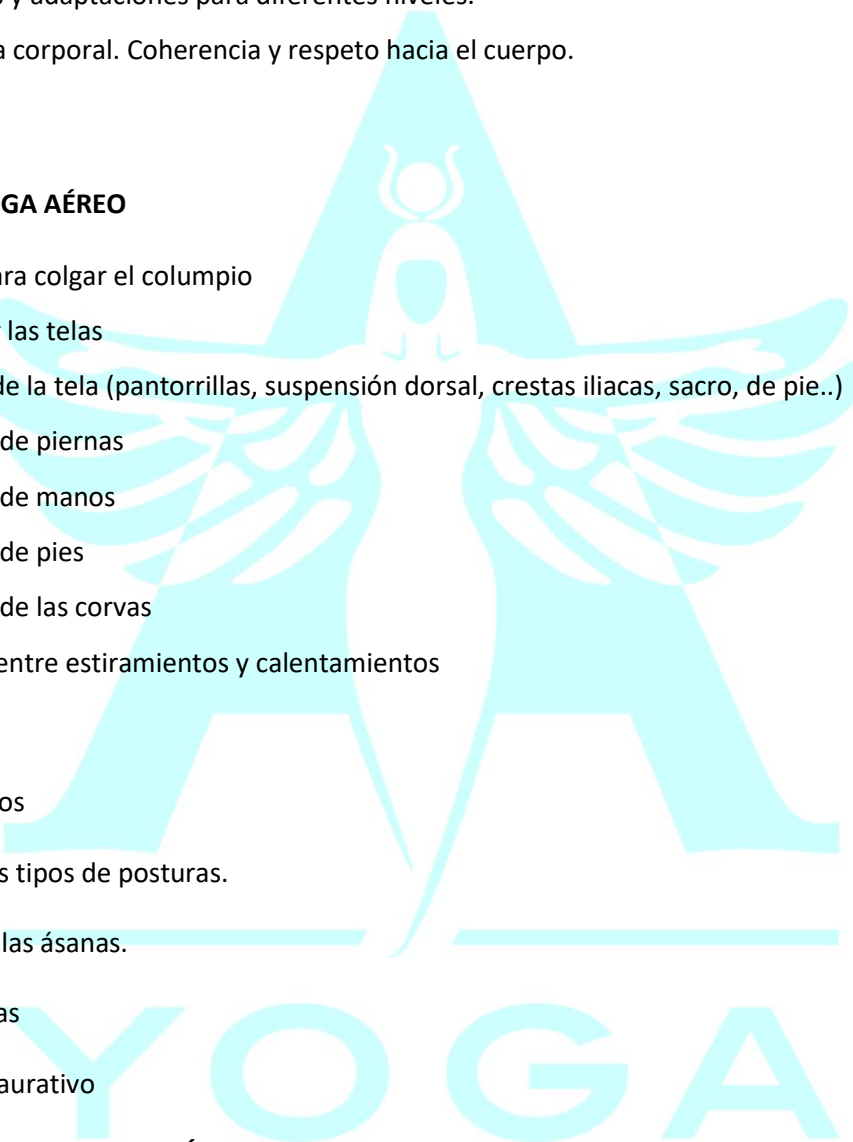 y adaptaciones para diferentes niveles.
corporal. Coherencia y respeto hacia el cuerpo.
GA AÉREO
ra colgar el columpio
las telas
de la tela (pantorrillas, suspensión dorsal, crestas iliacas, sacro, de pie..)
de piernas
de manos
de pies
de las corvas
entre estiramientos y calentamientos
os
s tipos de posturas.
las ásanas.
as
aurativo
YOGA